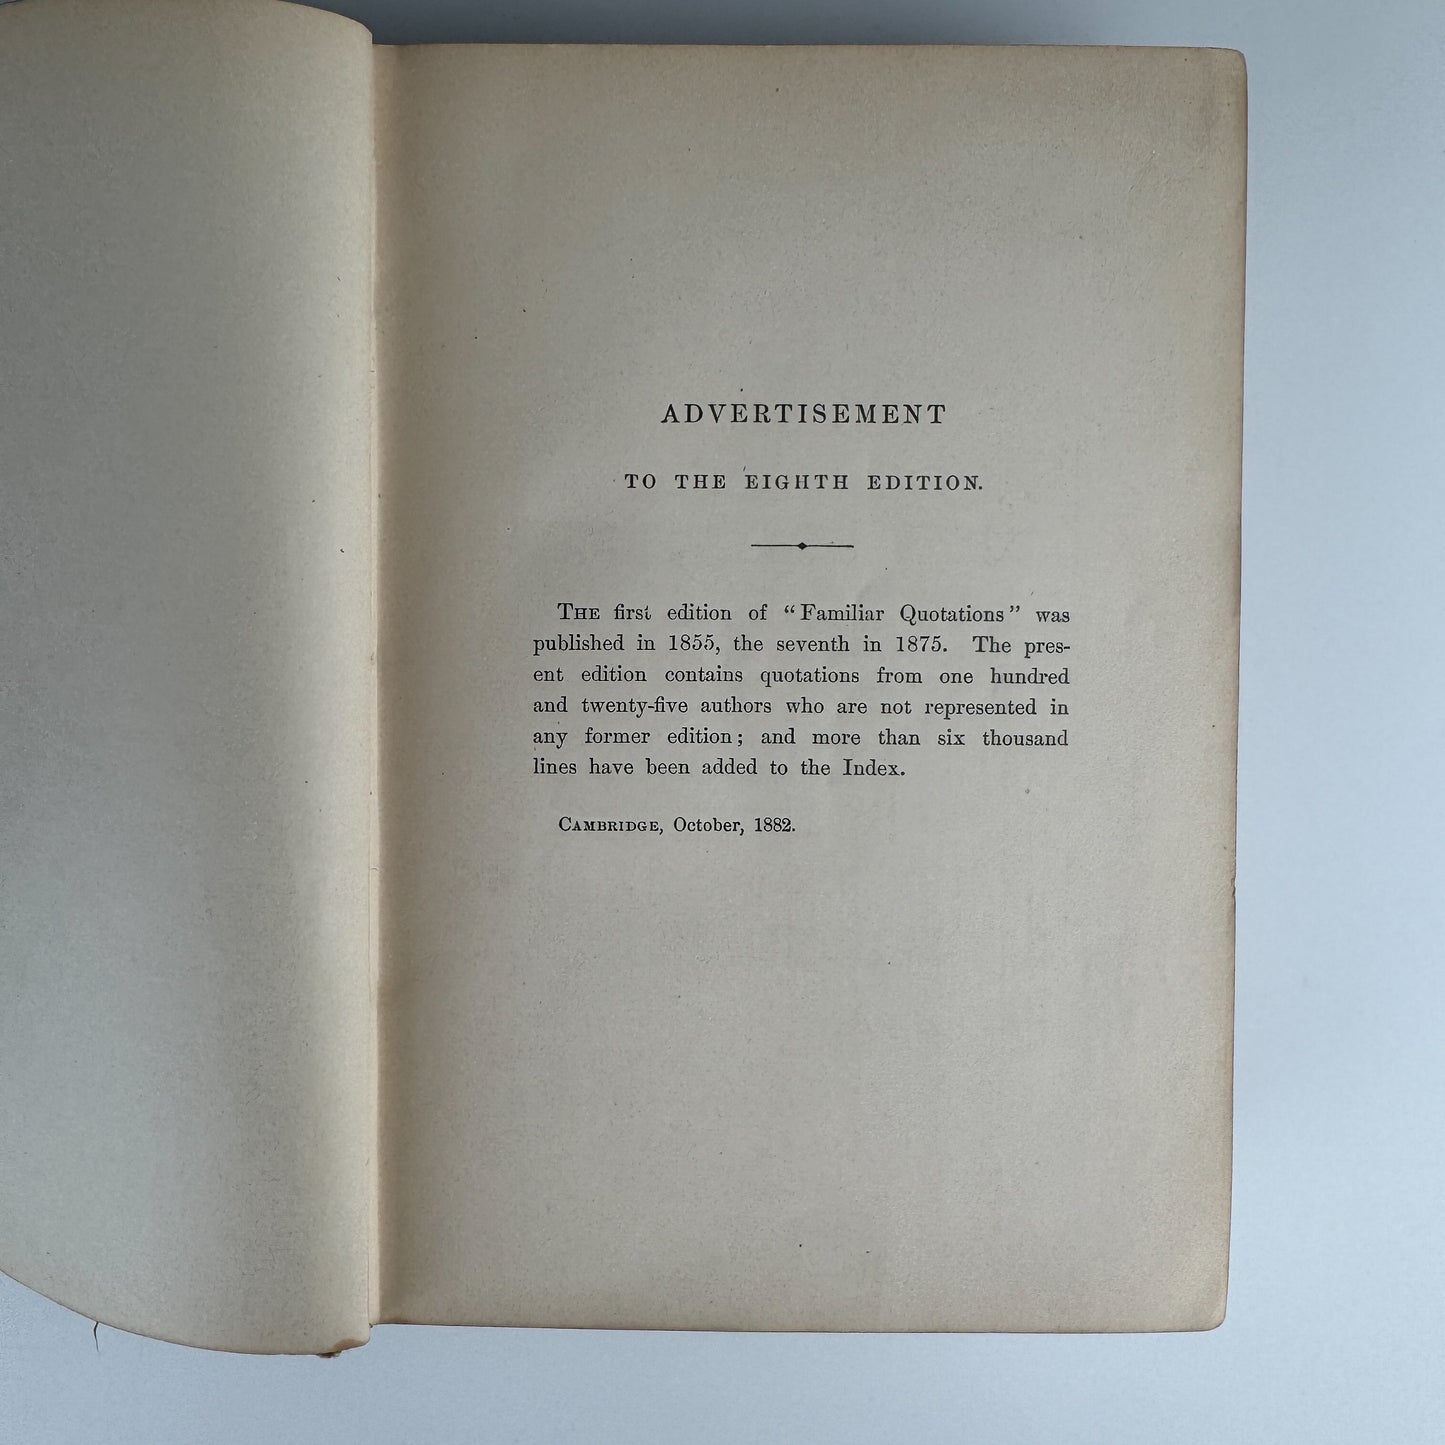 ADVERTISEMENT
TO THE EIGHTH EDITION.
THE first edition of “Familiar Quotations” was
published in 1855, the seventh in 1875. The pres-
ent edition contains quotations from one hundred
and twenty-five authors who are not represented in
any former edition; and more than six thousand
lines have been added to the Index.
CAMBRIDGE, October, 1882.